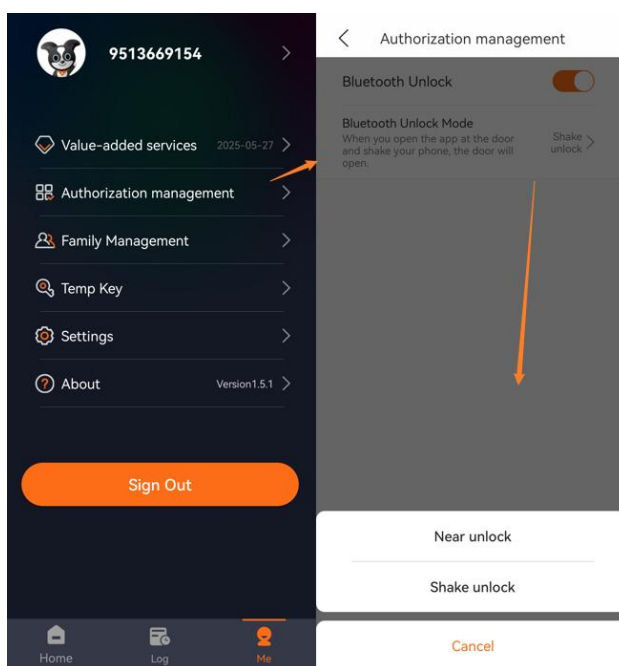 9513669154
Value-added services 2025-05-27
Authorization management
Family Management
Temp Key
Settings
About Version1.5.1
Sign Out
Home Log Me
Authorization management
Bluetooth Unlock
Bluetooth Unlock Mode
When you open the app at the door
and shake your phone, the door will
open.
Shake
unlock
Near unlock
Shake unlock
Cancel